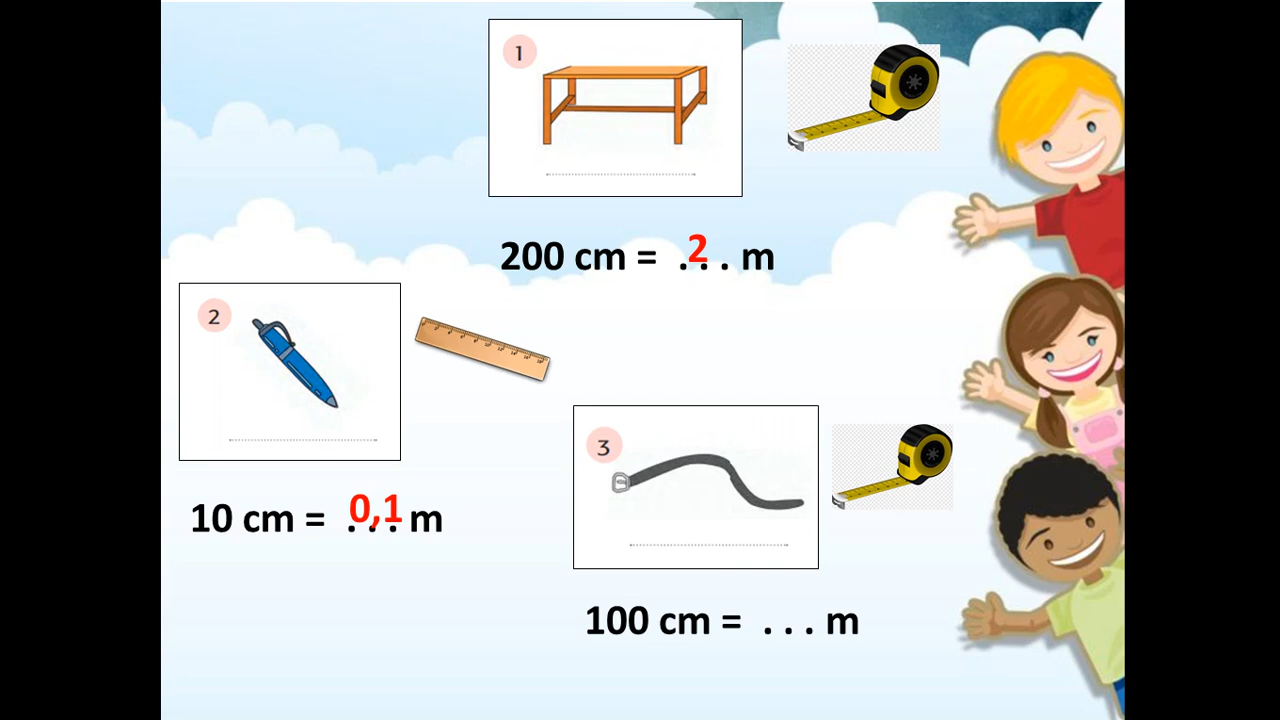 1
200 cm = . 2 . m
2
10 cm = . 0,1 . m
3
100 cm = . . . m